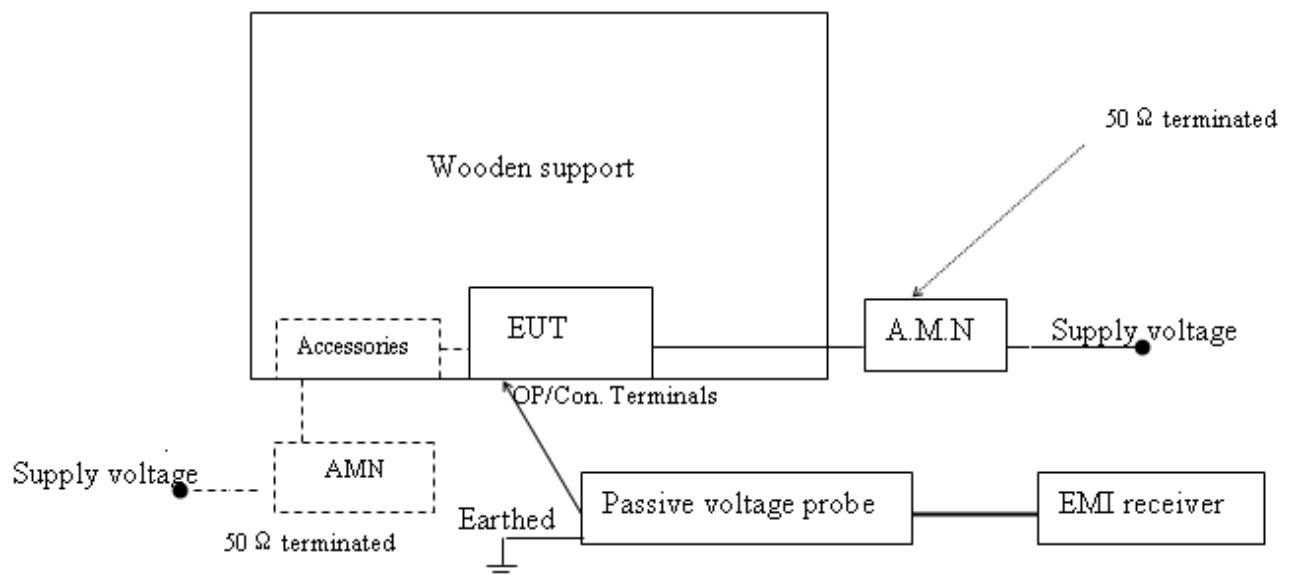 50 Ω terminated
Wooden support
EUT
A.M.N
Supply voltage
Accessories
OP/Con. Terminals
AMN
Supply voltage
Passive voltage probe
EMI receiver
Earthed
50 Ω terminated